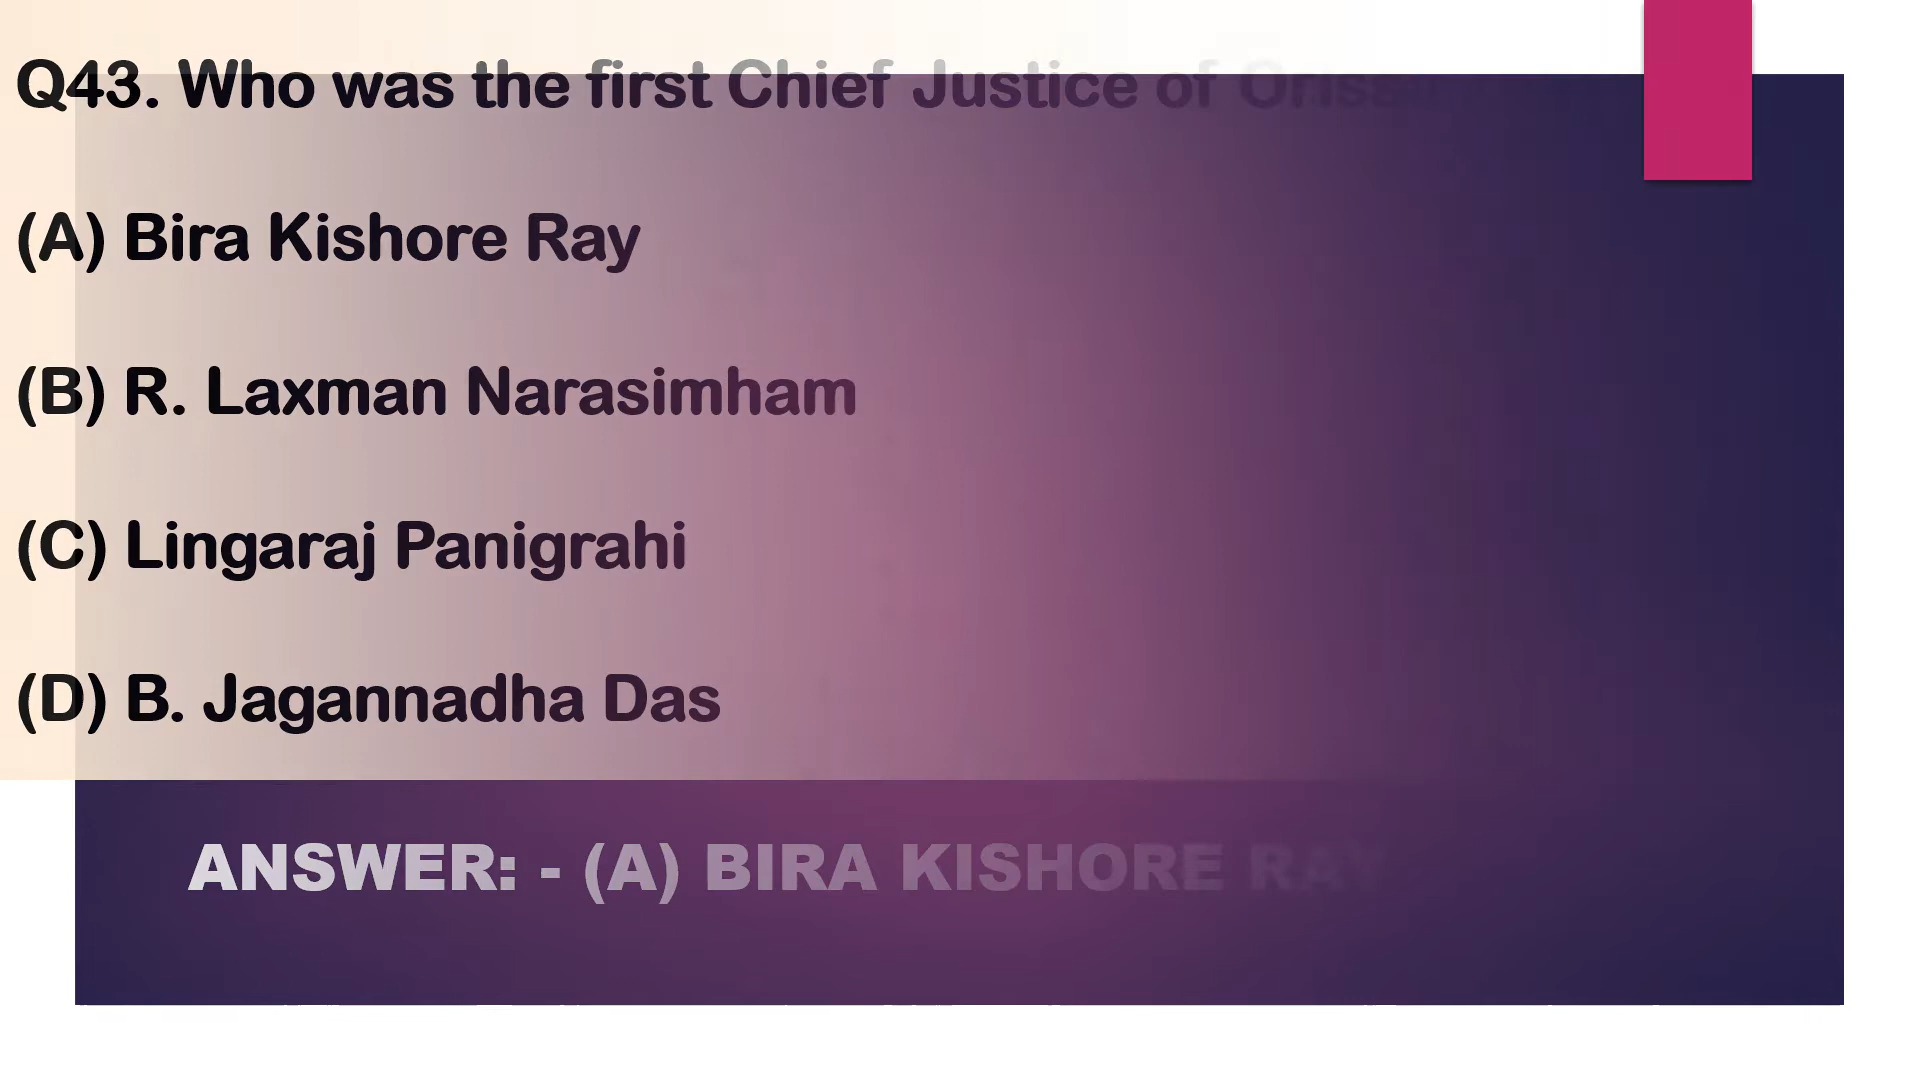 Q43. Who was the first Chief Justice of Orissa
(A) Bira Kishore Ray
(B) R. Laxman Narasimham
(C) Lingaraj Panigrahi
(D) B. Jagannadha Das
ANSWER: - (A) BIRA KISHORE RAY